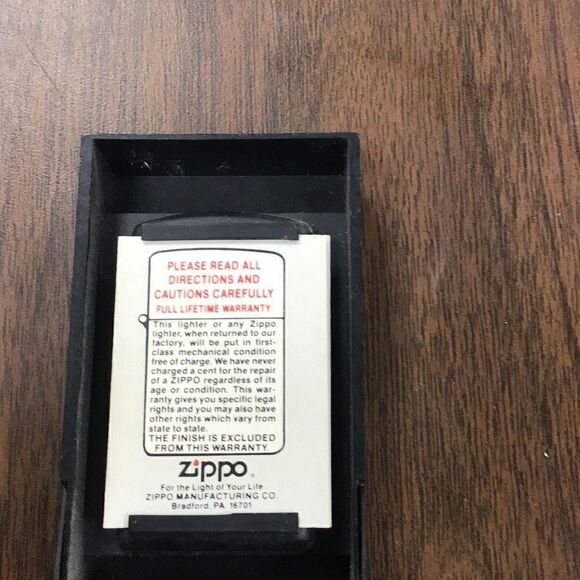 PLEASE READ ALL
DIRECTIONS AND
CAUTIONS CAREFULLY
FULL LIFETIME WARRANTY
This lighter or any Zippo
lighter, when returned to our
factory, will be put in first-
class mechanical condition
free of charge. We have never
charged a cent for the repair
of a ZIPPO regardless of its
age or condition. This war-
ranty gives you specific legal
rights and you may also have
other rights which vary from
state to state.
THE FINISH IS EXCLUDED
FROM THIS WARRANTY.
Zippo®
For the Light of Your Life
ZIPPO MANUFACTURING CO.
Bradford, PA 16701